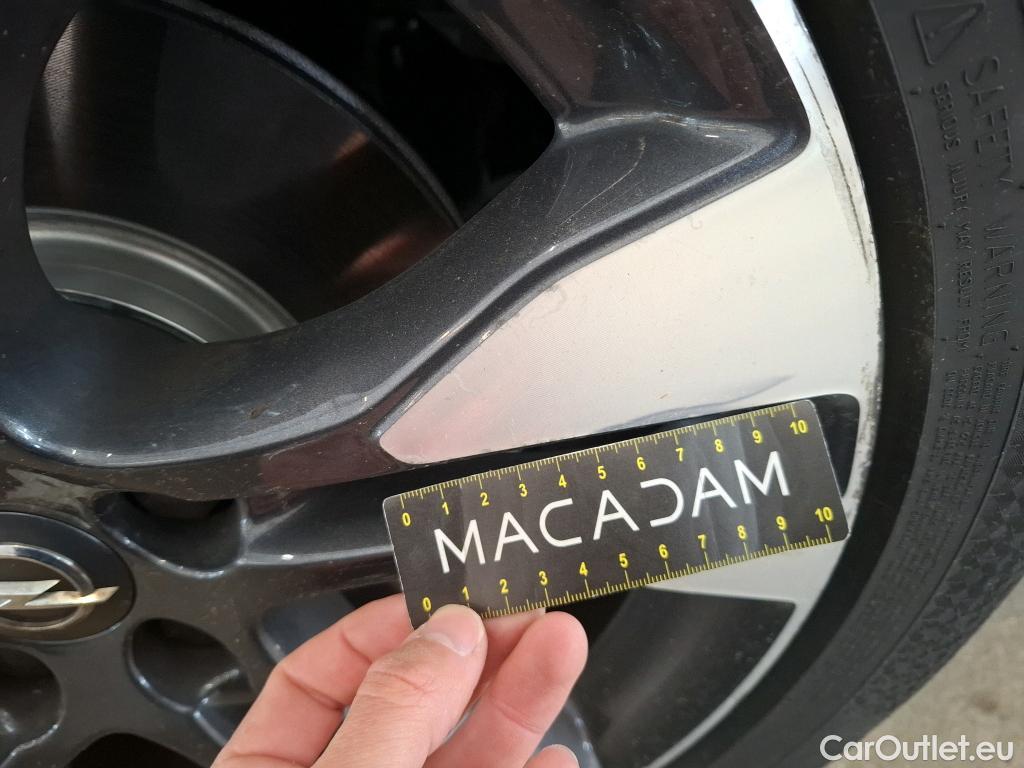 SAFETY WARNING
SERIOUS INJURY MAY RESULT FROM
0 1 2 3 4 5 6 7 8 9 10
MACADAM
0 1 2 3 4 5 6 7 8 9 10
CarOutlet.eu